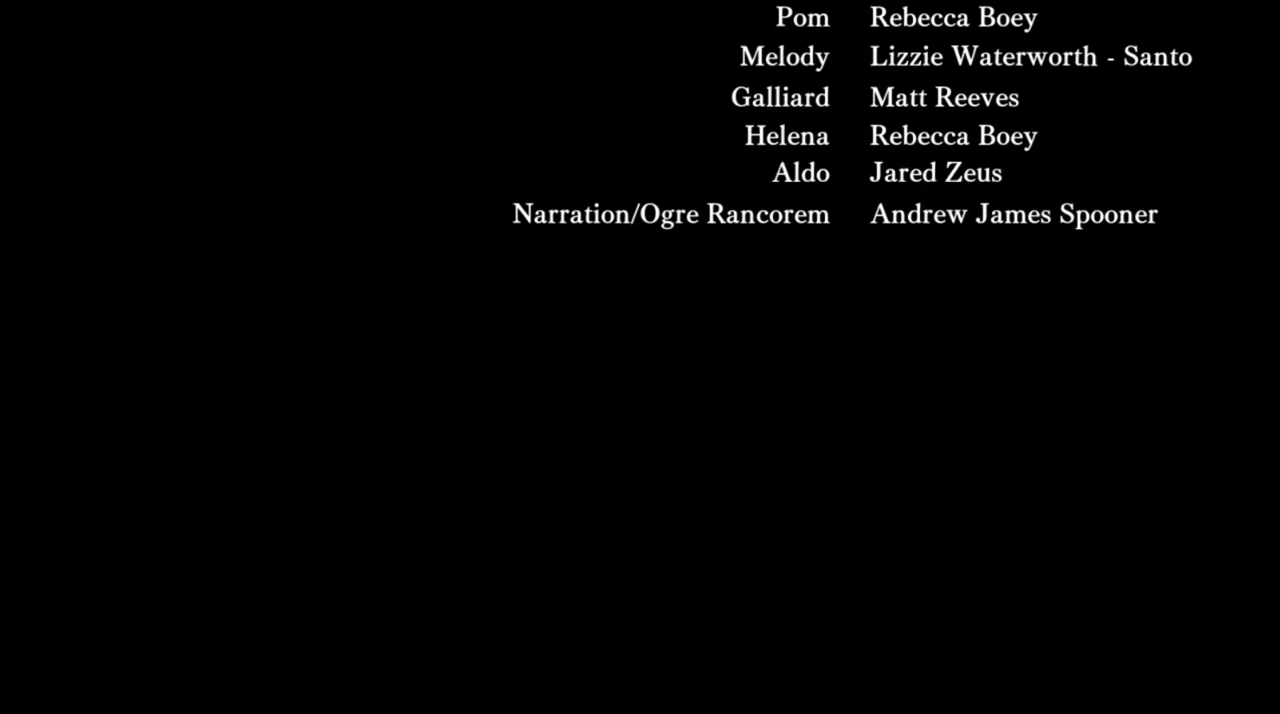 Pom Rebecca Boey
Melody Lizzie Waterworth - Santo
Galliard Matt Reeves
Helena Rebecca Boey
Aldo Jared Zeus
Narration/Ogre Rancorem Andrew James Spooner